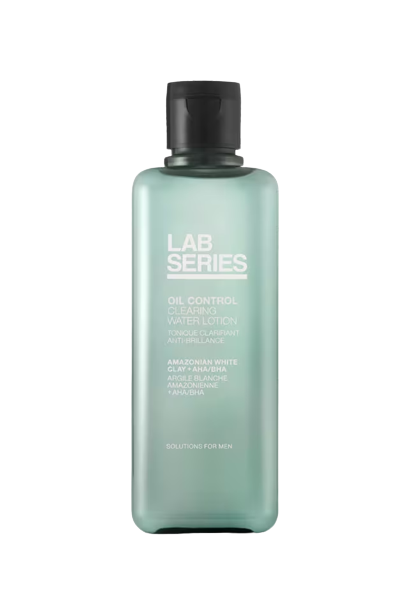 LAB
SERIES
OIL CONTROL
CLEARING
WATER LOTION
TONIQUE CLARIFIANT
ANTI-BRILLANCE
AMAZONIAN WHITE
CLAY + AHA/BHA
ARGILE BLANCHE
AMAZONIENNE
+ AHA/BHA
SOLUTIONS FOR MEN